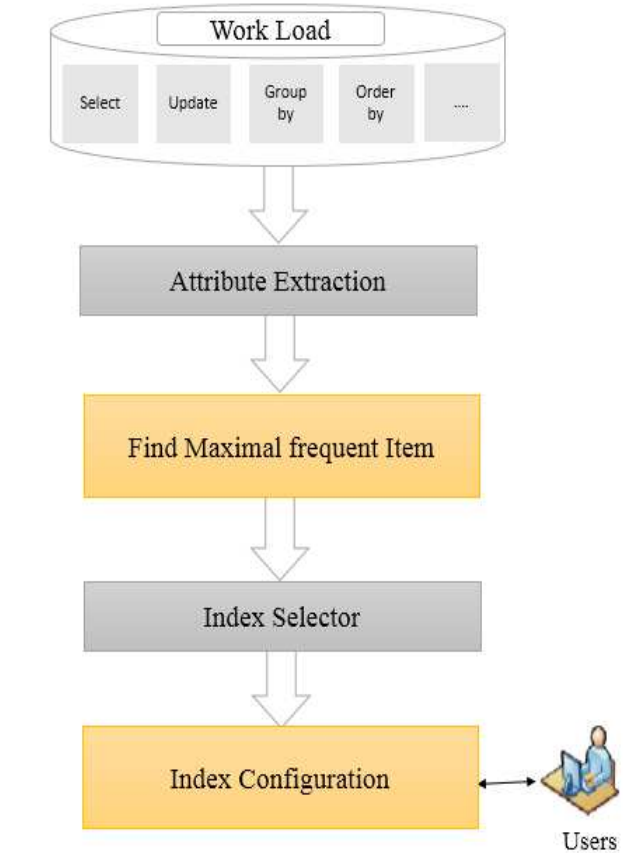 Work Load
Select
Update
Group
by
Order
by
....
Attribute Extraction
Find Maximal frequent Item
Index Selector
Index Configuration
Users